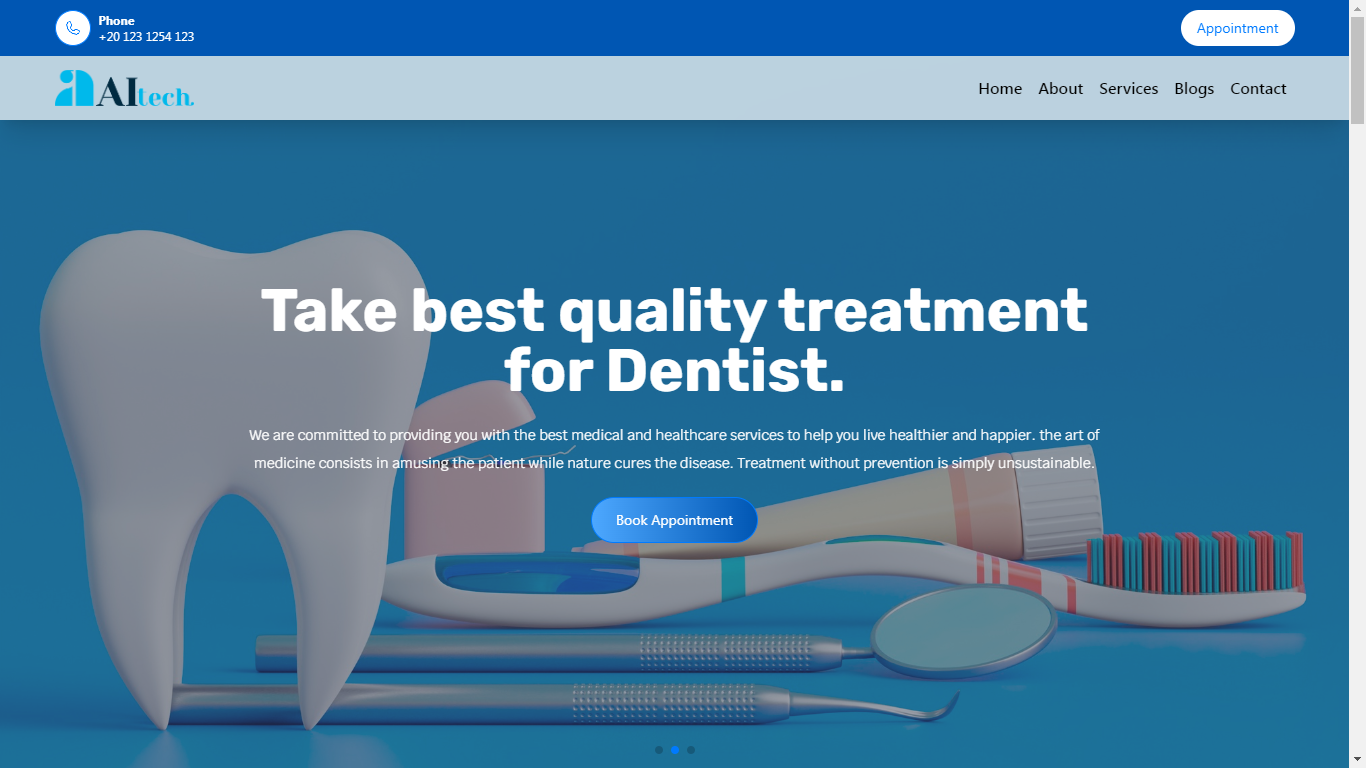 Phone
+20 123 1254 123
Appointment
AItech.
Home About Services Blogs Contact
Take best quality treatment
for Dentist.
We are committed to providing you with the best medical and healthcare services to help you live healthier and happier. the art of
medicine consists in amusing the patient while nature cures the disease. Treatment without prevention is simply unsustainable.
Book Appointment